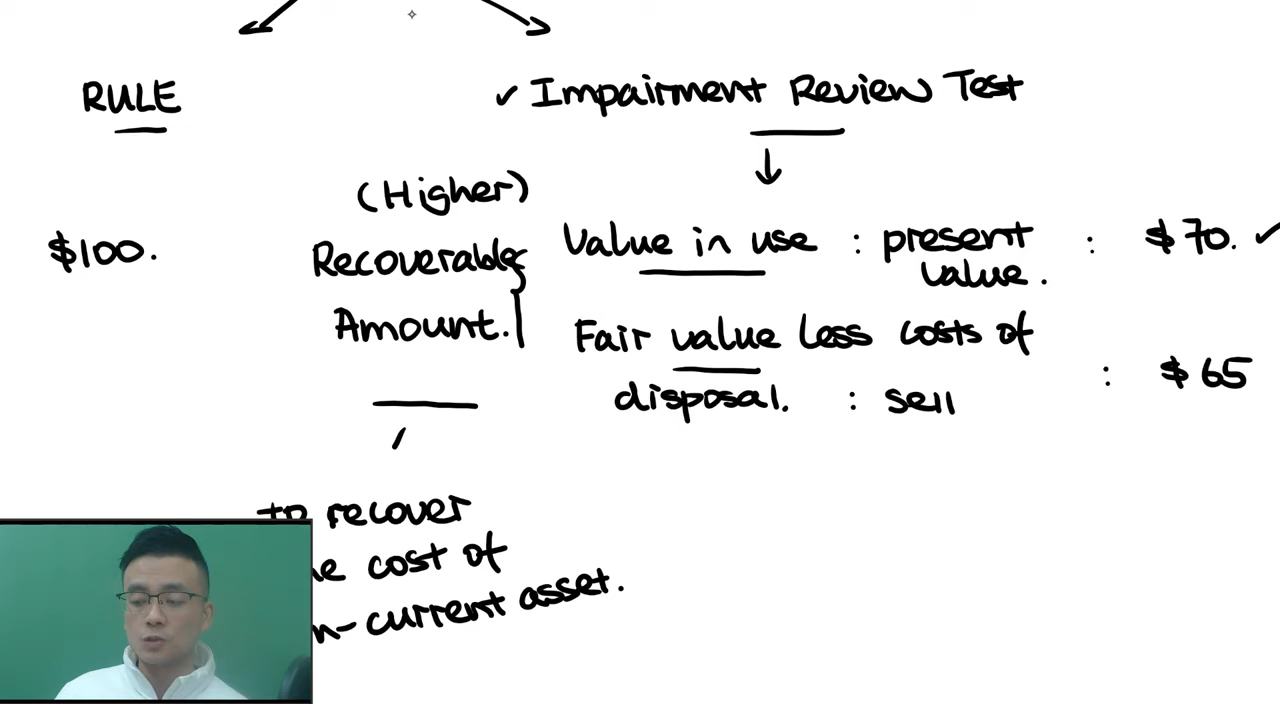 RULE
✓ Impairment Review Test
(Higher)
$100.
Recoverable
Value in use : present : $70. ✓
value.
Amount.
Fair value less costs of
disposal. : sell : $65
to recover
cost of
current asset.